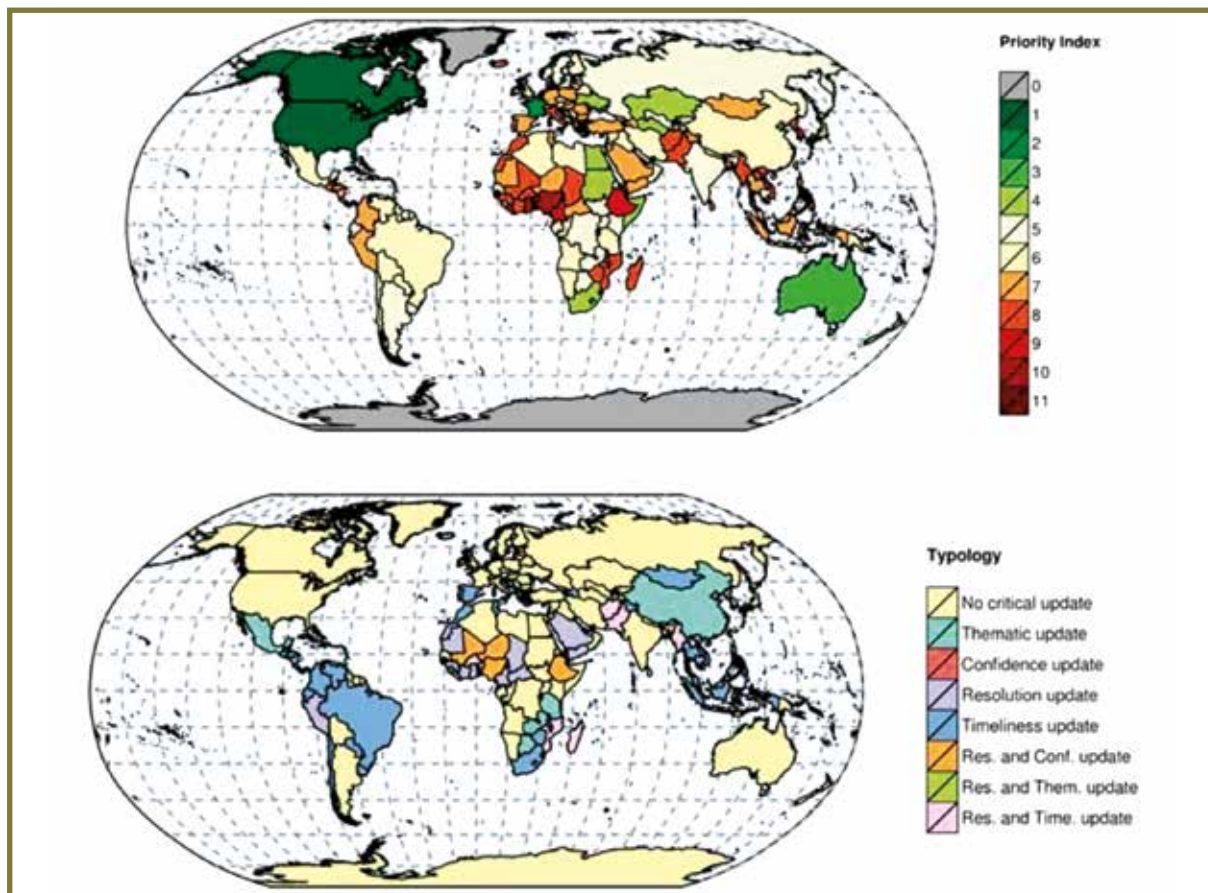 Priority Index
0
1
2
3
4
5
6
7
8
9
10
11
Typology
No critical update
Thematic update
Confidence update
Resolution update
Timeliness update
Res. and Conf. update
Res. and Them. update
Res. and Time. update